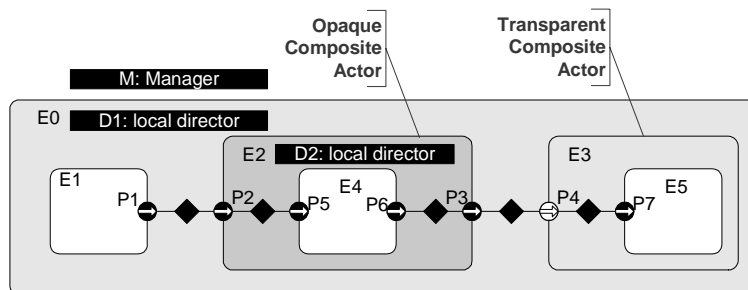 Opaque
Composite
Actor
Transparent
Composite
Actor
M: Manager
E0
D1: local director
E2
D2: local director
E3
E1
E4
E5
P1
P2
P5
P6
P3
P4
P7